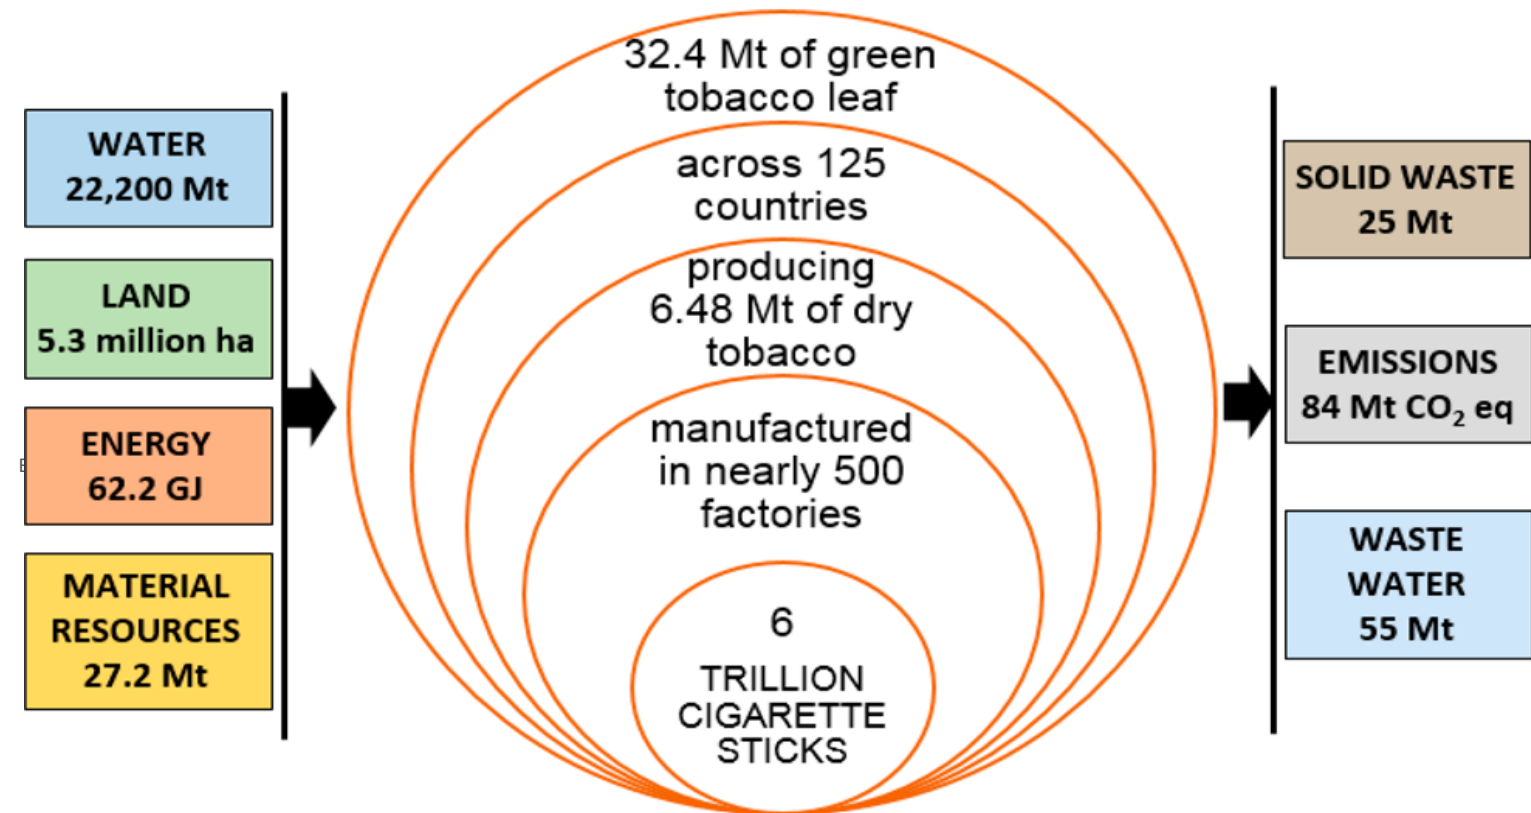 WATER
22,200 Mt
LAND
5.3 million ha
ENERGY
62.2 GJ
MATERIAL
RESOURCES
27.2 Mt
32.4 Mt of green
tobacco leaf
across 125
countries
producing
6.48 Mt of dry
tobacco
manufactured
in nearly 500
factories
6
TRILLION
CIGARETTE
STICKS
SOLID WASTE
25 Mt
EMISSIONS
84 Mt CO₂ eq
WASTE
WATER
55 Mt